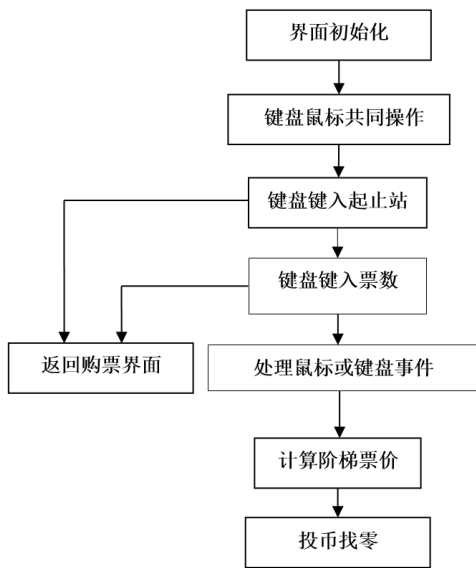 界面初始化
键盘鼠标共同操作
键盘键入起止站
键盘键入票数
返回购票界面
处理鼠标或键盘事件
计算阶梯票价
投币找零